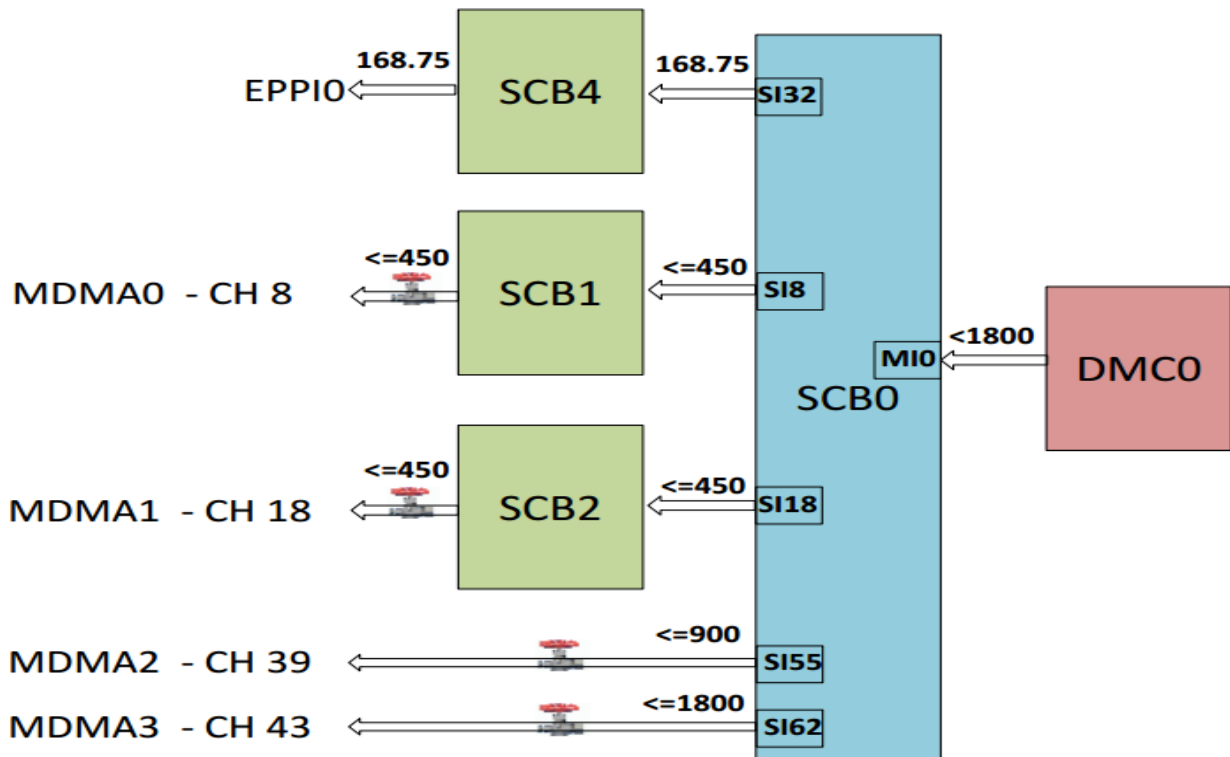 168.75
168.75
EPPI0
SCB4
SI32
<=450
<=450
MDMA0 - CH 8
SCB1
SI8
<1800
MI0
DMC0
SCB0
<=450
<=450
MDMA1 - CH 18
SCB2
SI18
<=900
MDMA2 - CH 39
SI55
<=1800
MDMA3 - CH 43
SI62